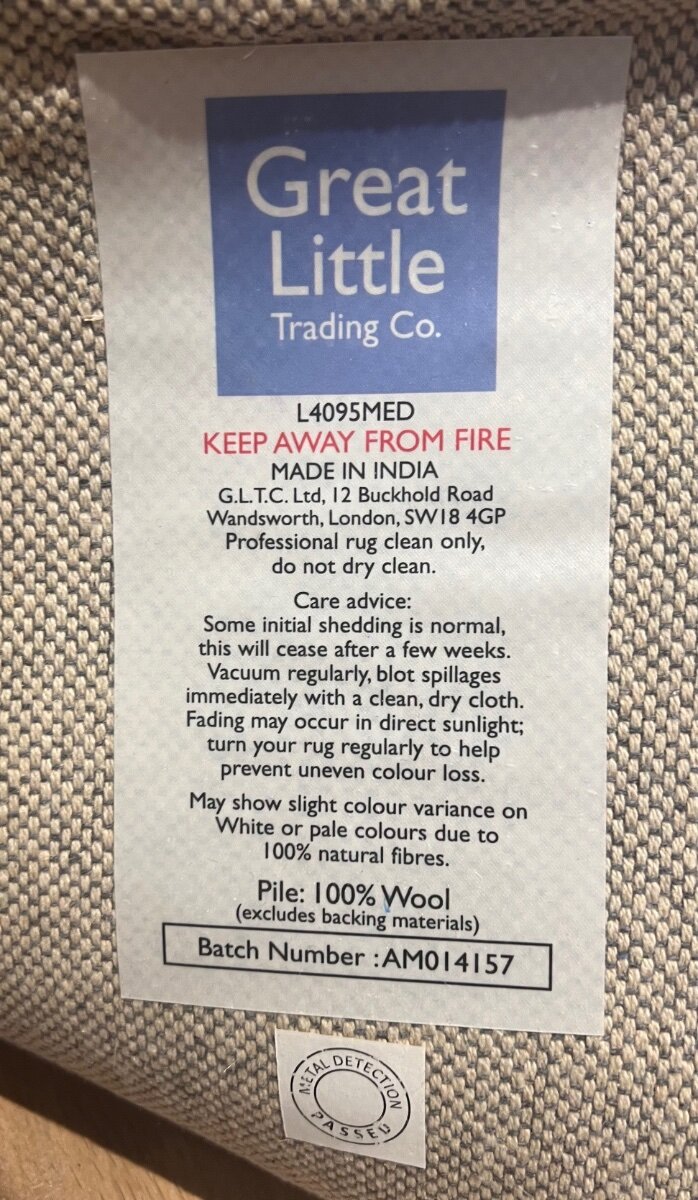 Great
Little
Trading Co.
L4095MED
KEEP AWAY FROM FIRE
MADE IN INDIA
G.L.T.C. Ltd, 12 Buckhold Road
Wandsworth, London, SW18 4GP
Professional rug clean only,
do not dry clean.
Care advice:
Some initial shedding is normal,
this will cease after a few weeks.
Vacuum regularly, blot spillages
immediately with a clean, dry cloth.
Fading may occur in direct sunlight;
turn your rug regularly to help
prevent uneven colour loss.
May show slight colour variance on
White or pale colours due to
100% natural fibres.
Pile: 100% Wool
(excludes backing materials)
Batch Number :AM014157
METAL DETECTION
PASSED